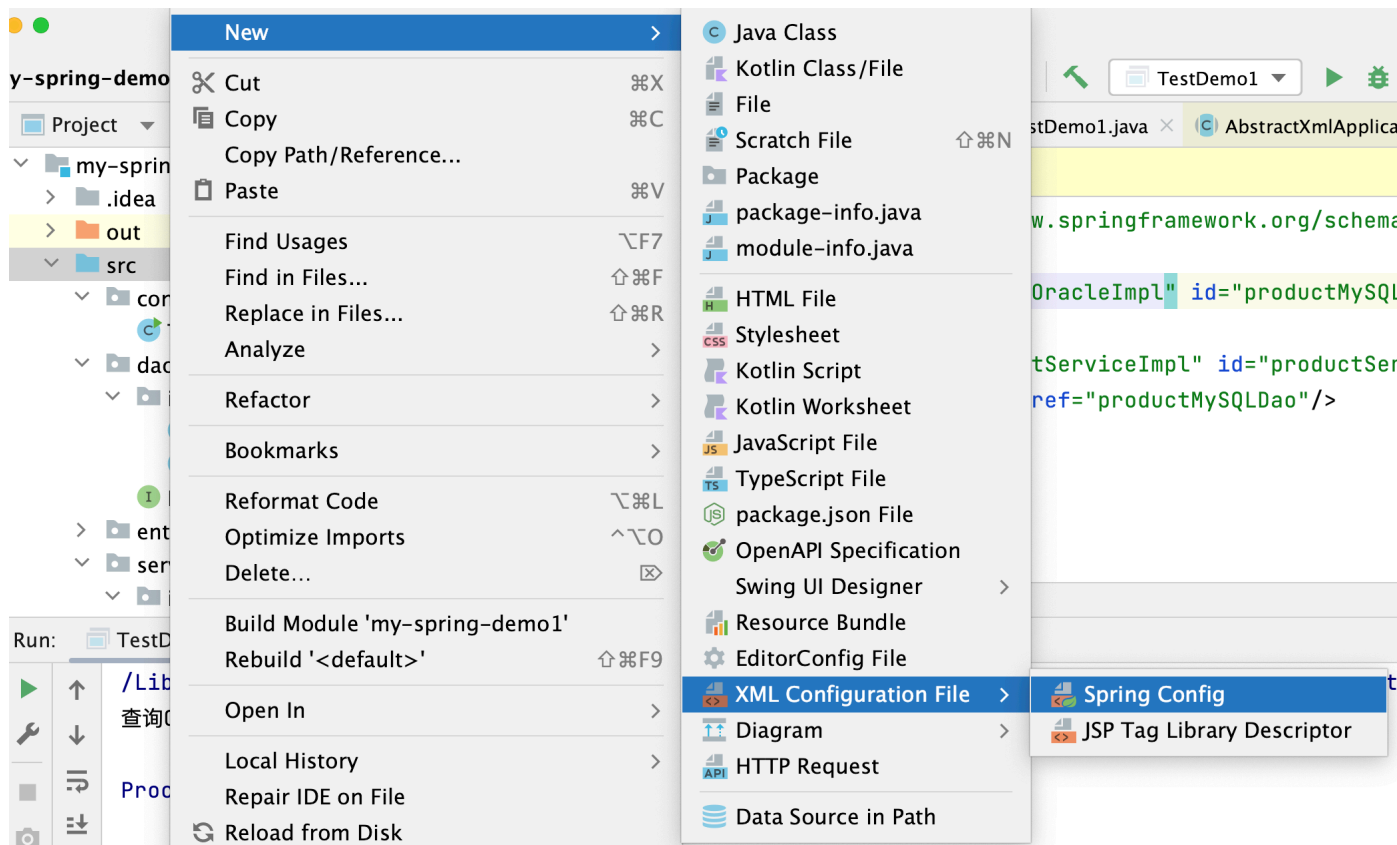 y-spring-demo
Project
my-sprin
.idea
out
src
New
Cut ⌘X
Copy ⌘C
Copy Path/Reference...
Paste ⌘V
Find Usages ⌥F7
Find in Files... ⇧⌘F
Replace in Files... ⇧⌘R
Analyze
Refactor
Bookmarks
Reformat Code ⌥⌘L
Optimize Imports ^⌥O
Delete... ⌦
Build Module 'my-spring-demo1'
Rebuild '<default>' ⇧⌘F9
Open In
Local History
Repair IDE on File
Reload from Disk
Java Class
Kotlin Class/File
File
Scratch File ⇧⌘N
Package
package-info.java
module-info.java
HTML File
Stylesheet
Kotlin Script
Kotlin Worksheet
JavaScript File
TypeScript File
package.json File
OpenAPI Specification
Swing UI Designer
Resource Bundle
EditorConfig File
XML Configuration File
Diagram
HTTP Request
Data Source in Path
Spring Config
JSP Tag Library Descriptor
TestDemo1
stDemo1.java
AbstractXmlApplica
w.springframework.org/schema
OracleImpl" id="productMySQL
tServiceImpl" id="productSer
ref="productMySQLDao"/>
Run: TestD
/Lib
查询
Proc